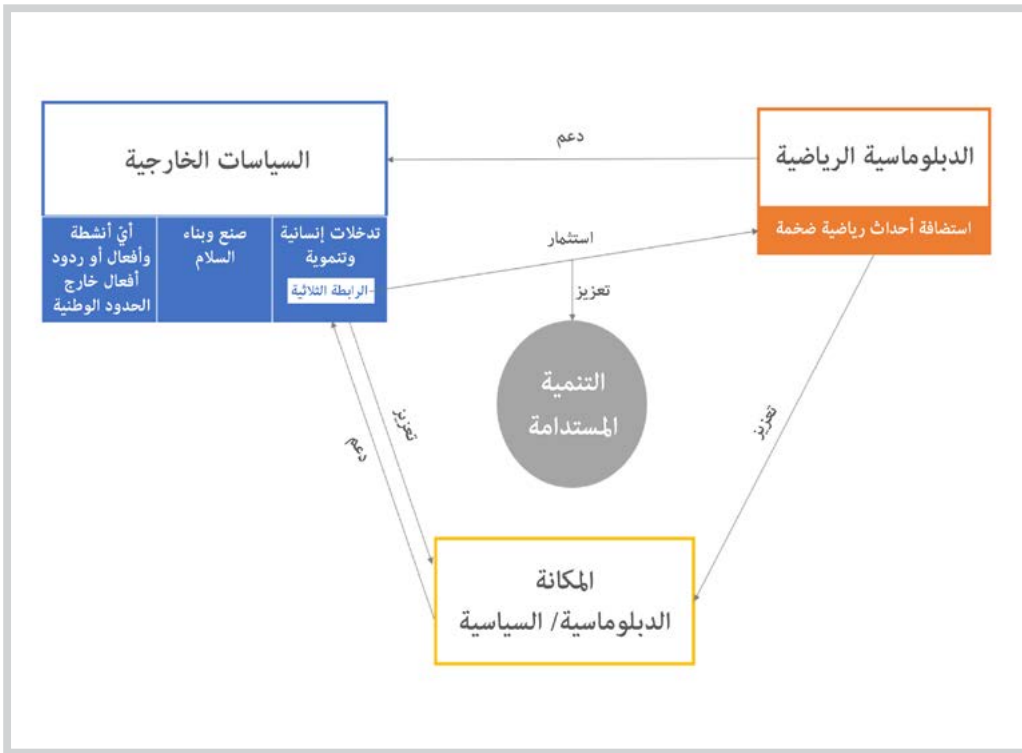 الدبلوماسية الرياضية
استضافة أحداث رياضية ضخمة
دعم
السياسات الخارجية
تدخلات إنسانية
وتنموية
-الرابطة الثلاثية
صنع وبناء
السلام
أيّ أنشطة
وأفعال أو ردود
أفعال خارج
الحدود الوطنية
استثمار
تعزيز
التنمية
المستدامة
تعزيز
تعزيز
دعم
المكانة
الدبلوماسية/ السياسية